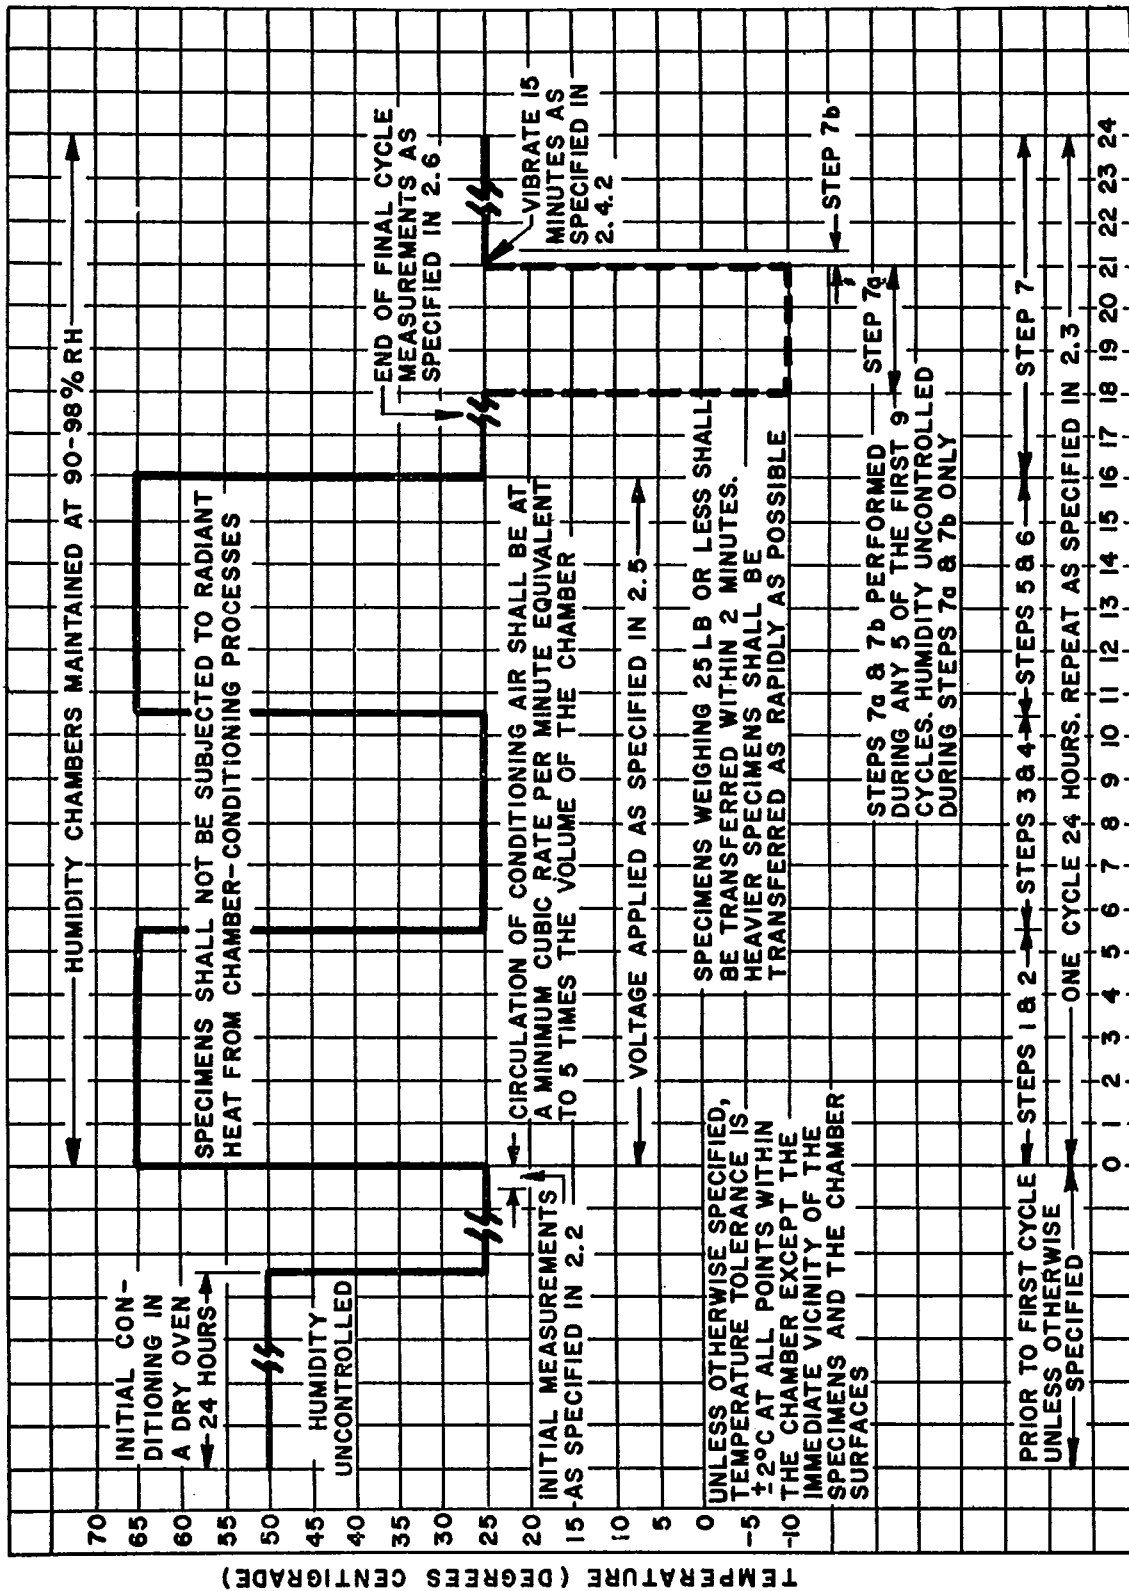 TEMPERATURE (DEGREES CENTIGRADE)
70
65
60
55
50
45
40
35
30
25
20
15
10
5
0
-5
-10
INITIAL CON-
DITIONING IN
A DRY OVEN
24 HOURS
HUMIDITY
UNCONTROLLED
INITIAL MEASUREMENTS
AS SPECIFIED IN 2.2
HUMIDITY CHAMBERS MAINTAINED AT 90-98% RH
SPECIMENS SHALL NOT BE SUBJECTED TO RADIANT
HEAT FROM CHAMBER-CONDITIONING PROCESSES
END OF FINAL CYCLE
MEASUREMENTS AS
SPECIFIED IN 2.6
VIBRATE 15
MINUTES AS
SPECIFIED IN
2.4.2
CIRCULATION OF CONDITIONING AIR SHALL BE AT
A MINIMUM CUBIC RATE PER MINUTE EQUIVALENT
TO 5 TIMES THE VOLUME OF THE CHAMBER
VOLTAGE APPLIED AS SPECIFIED IN 2.5
UNLESS OTHERWISE SPECIFIED,
TEMPERATURE TOLERANCE IS
±2°C AT ALL POINTS WITHIN
THE CHAMBER EXCEPT THE
IMMEDIATE VICINITY OF THE
SPECIMENS AND THE CHAMBER
SURFACES
SPECIMENS WEIGHING 25 LB OR LESS SHALL
BE TRANSFERRED WITHIN 2 MINUTES.
HEAVIER SPECIMENS SHALL BE
TRANSFERRED AS RAPIDLY AS POSSIBLE
STEP 7b
STEP 7a
STEPS 7a & 7b PERFORMED
DURING ANY 5 OF THE FIRST 9
CYCLES. HUMIDITY UNCONTROLLED
DURING STEPS 7a & 7b ONLY
PRIOR TO FIRST CYCLE
UNLESS OTHERWISE
SPECIFIED
STEPS 1 & 2
STEPS 3 & 4
STEPS 5 & 6
STEP 7
ONE CYCLE 24 HOURS. REPEAT AS SPECIFIED IN 2.3
0 1 2 3 4 5 6 7 8 9 10 11 12 13 14 15 16 17 18 19 20 21 22 23 24